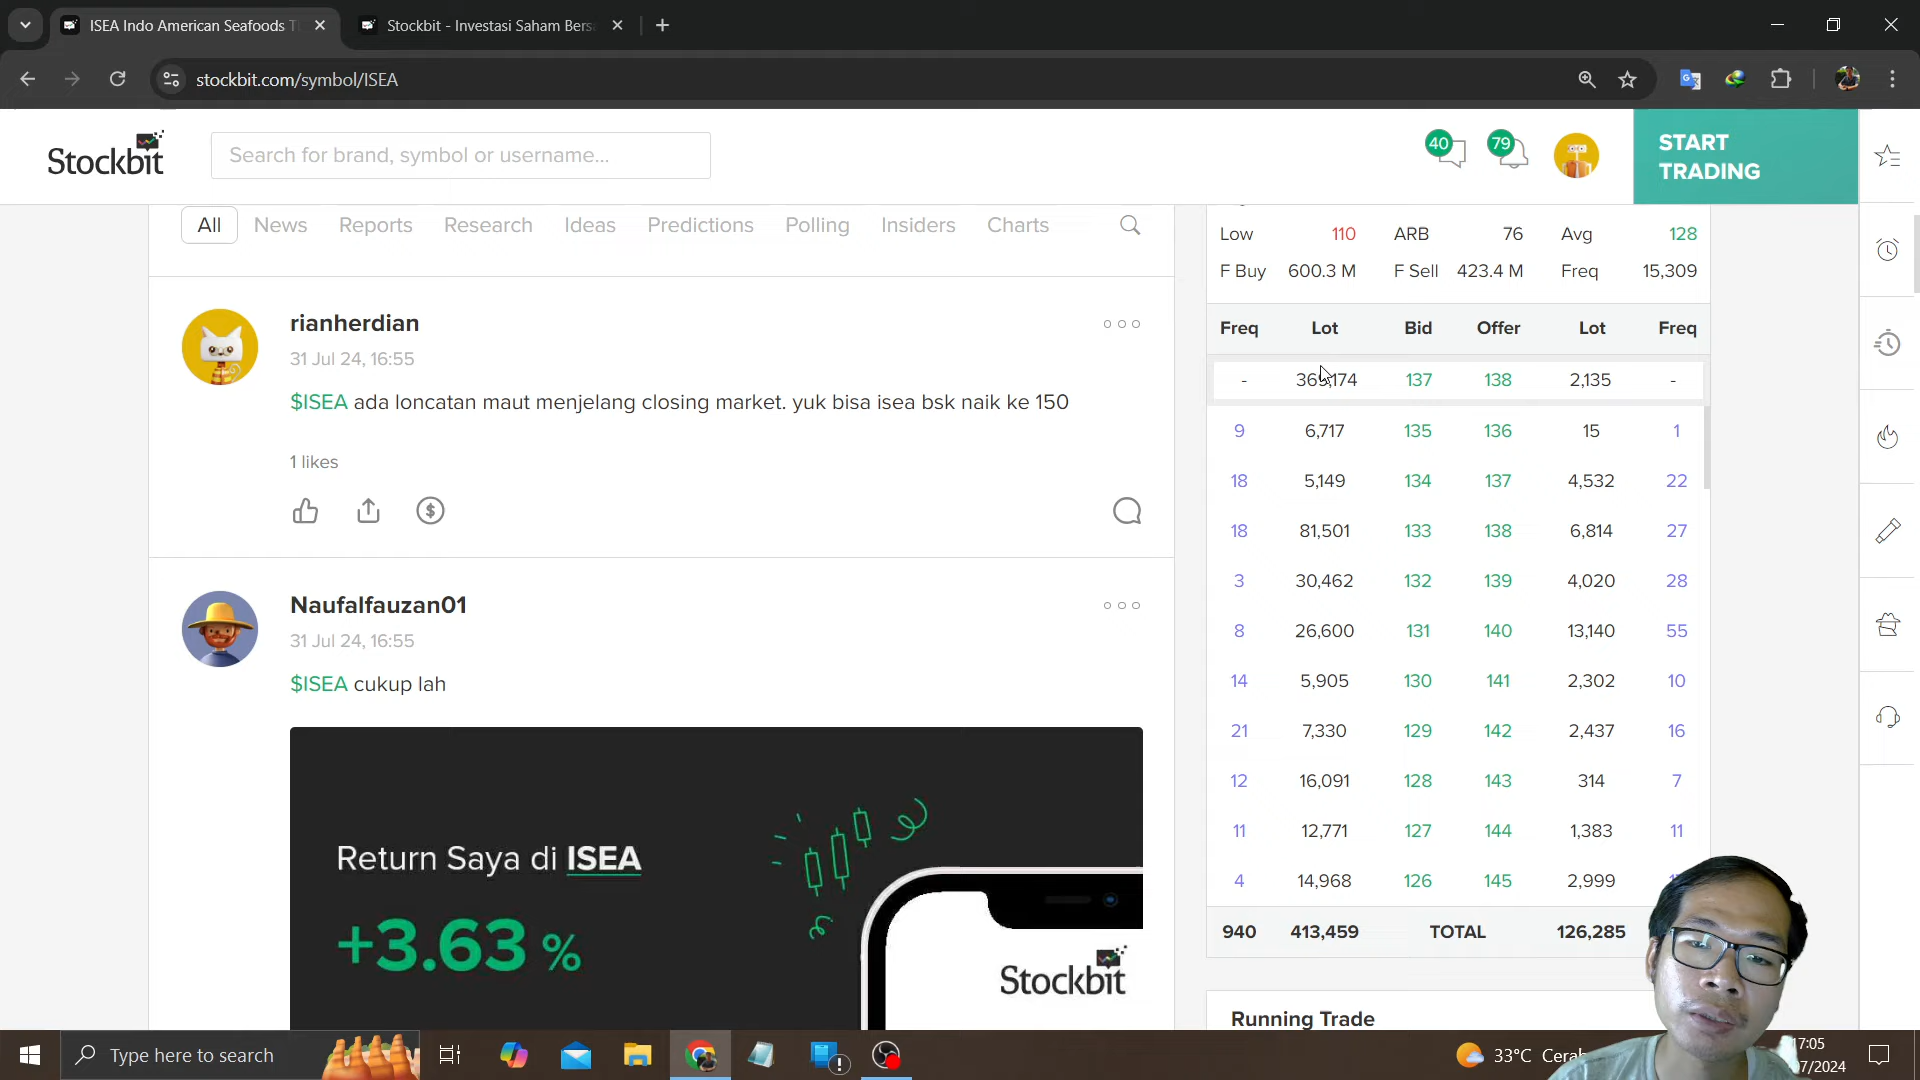 ISEA Indo American Seafoods T
Stockbit - Investasi Saham Bers
stockbit.com/symbol/ISEA
Stockbit
Search for brand, symbol or username...
40
79
START
TRADING
All News Reports Research Ideas Predictions Polling Insiders Charts
Low 110 ARB 76 Avg 128
F Buy 600.3 M F Sell 423.4 M Freq 15,309
Freq Lot Bid Offer Lot Freq
- 369,174 137 138 2,135 -
9 6,717 135 136 15 1
18 5,149 134 137 4,532 22
18 81,501 133 138 6,814 27
3 30,462 132 139 4,020 28
8 26,600 131 140 13,140 55
14 5,905 130 141 2,302 10
21 7,330 129 142 2,437 16
12 16,091 128 143 314 7
11 12,771 127 144 1,383 11
4 14,968 126 145 2,999
940 413,459 TOTAL 126,285
Running Trade
rianherdian
31 Jul 24, 16:55
$ISEA ada loncatan maut menjelang closing market. yuk bisa isea bsk naik ke 150
1 likes
Naufalfauzan01
31 Jul 24, 16:55
$ISEA cukup lah
Return Saya di ISEA
+3.63 %
Stockbit
Type here to search
33°C
17:05
07/2024